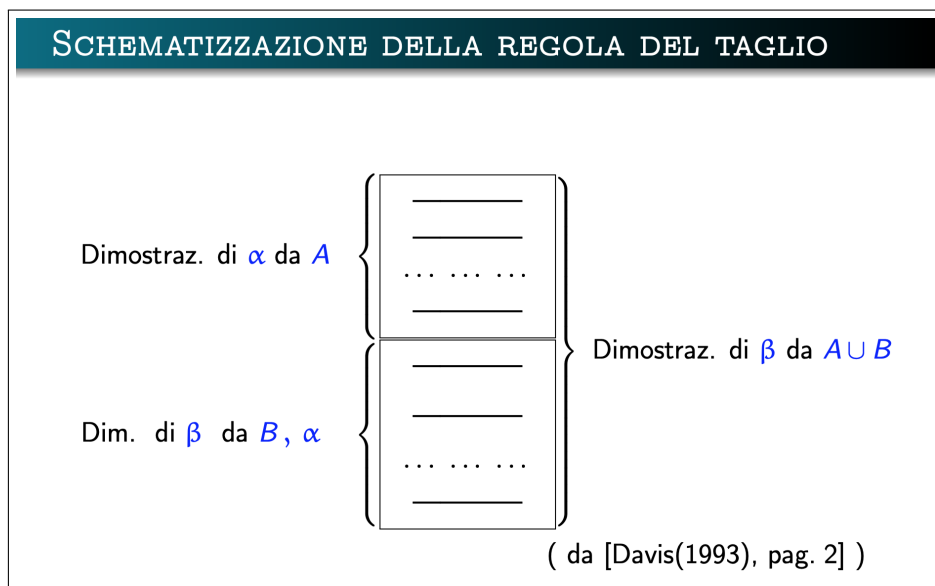 Schematizzazione della regola del taglio
Dimostraz. di α da A
... ... ...
Dimostraz. di β da A ∪ B
Dim. di β da B, α
... ... ...
( da [Davis(1993), pag. 2] )